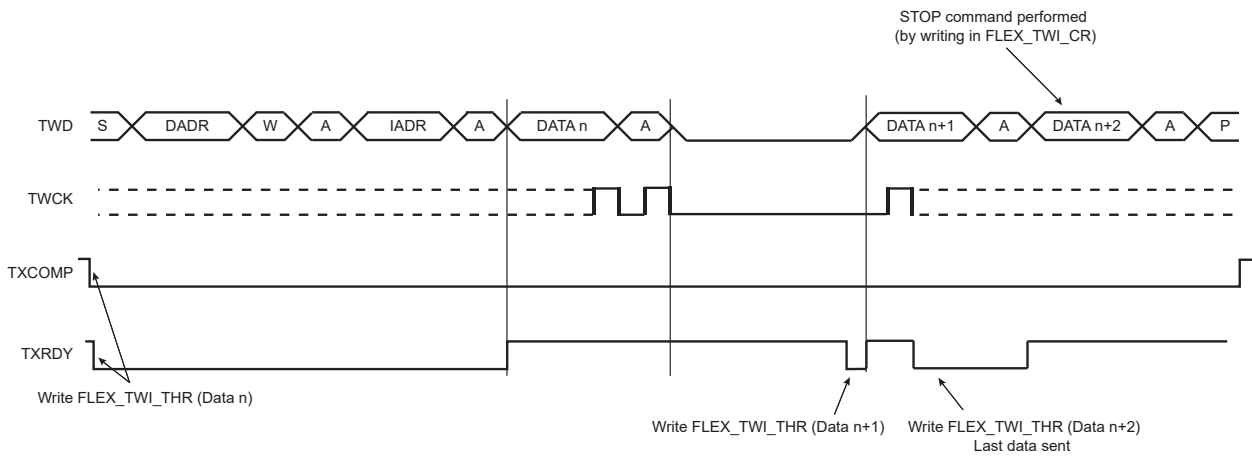 STOP command performed
(by writing in FLEX_TWI_CR)
TWD S DADR W A IADR A DATA n A DATA n+1 A DATA n+2 A P
TWCK
TXCOMP
TXRDY
Write FLEX_TWI_THR (Data n)
Write FLEX_TWI_THR (Data n+1) Write FLEX_TWI_THR (Data n+2)
Last data sent